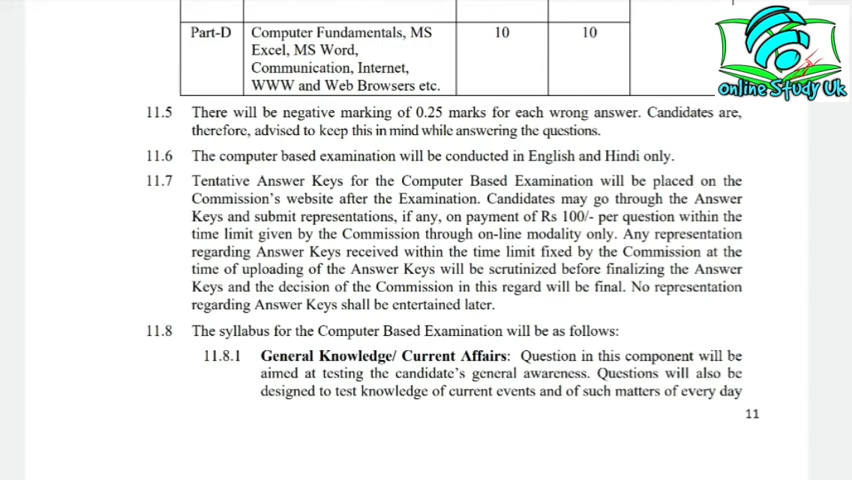 Part-D Computer Fundamentals, MS 10 10
Excel, MS Word,
Communication, Internet,
WWW and Web Browsers etc.
Online Study Uk
11.5 There will be negative marking of 0.25 marks for each wrong answer. Candidates are,
therefore, advised to keep this in mind while answering the questions.
11.6 The computer based examination will be conducted in English and Hindi only.
11.7 Tentative Answer Keys for the Computer Based Examination will be placed on the
Commission's website after the Examination. Candidates may go through the Answer
Keys and submit representations, if any, on payment of Rs 100/- per question within the
time limit given by the Commission through on-line modality only. Any representation
regarding Answer Keys received within the time limit fixed by the Commission at the
time of uploading of the Answer Keys will be scrutinized before finalizing the Answer
Keys and the decision of the Commission in this regard will be final. No representation
regarding Answer Keys shall be entertained later.
11.8 The syllabus for the Computer Based Examination will be as follows:
11.8.1 General Knowledge/ Current Affairs: Question in this component will be
aimed at testing the candidate's general awareness. Questions will also be
designed to test knowledge of current events and of such matters of every day
11